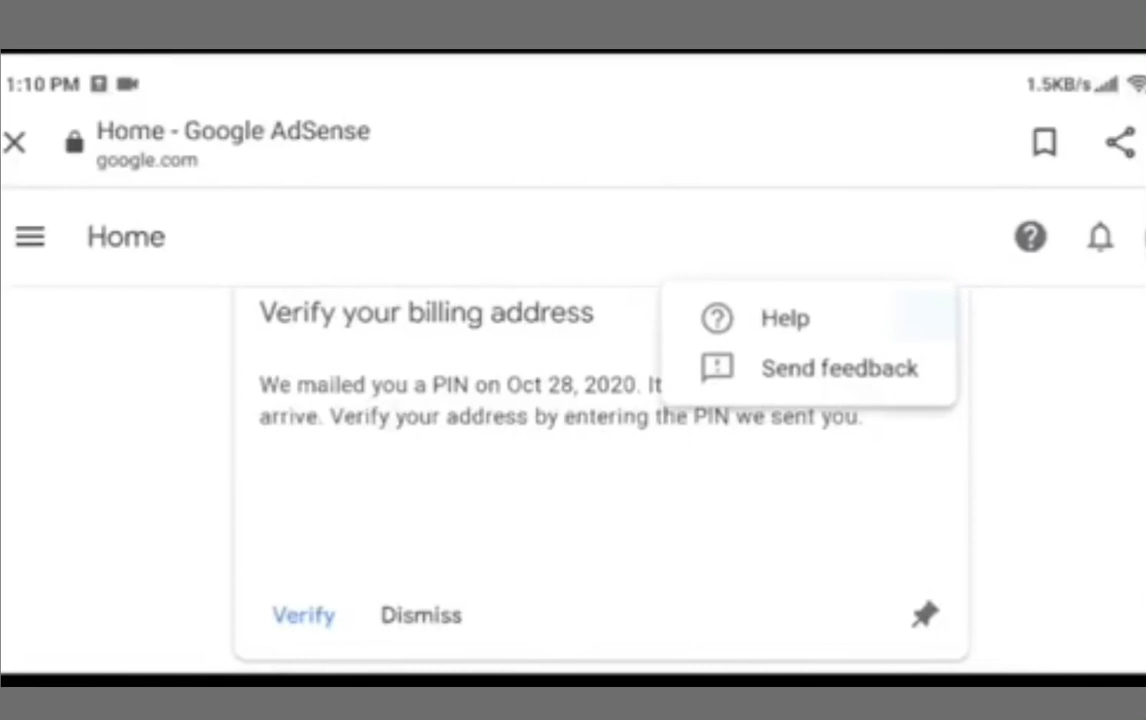 1:10 PM
1.5KB/s
Home - Google AdSense
google.com
Home
Verify your billing address
Help
Send feedback
We mailed you a PIN on Oct 28, 2020. It
arrive. Verify your address by entering the PIN we sent you.
Verify
Dismiss